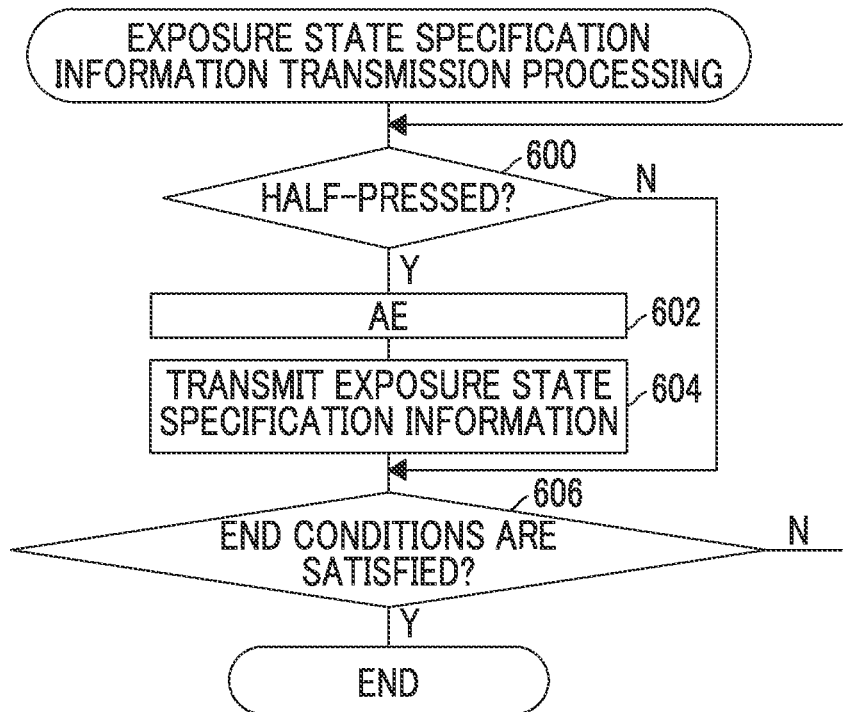 EXPOSURE STATE SPECIFICATION
INFORMATION TRANSMISSION PROCESSING
600
HALF-PRESSED?
N
Y
AE
602
TRANSMIT EXPOSURE STATE
SPECIFICATION INFORMATION
604
606
END CONDITIONS ARE
SATISFIED?
N
Y
END